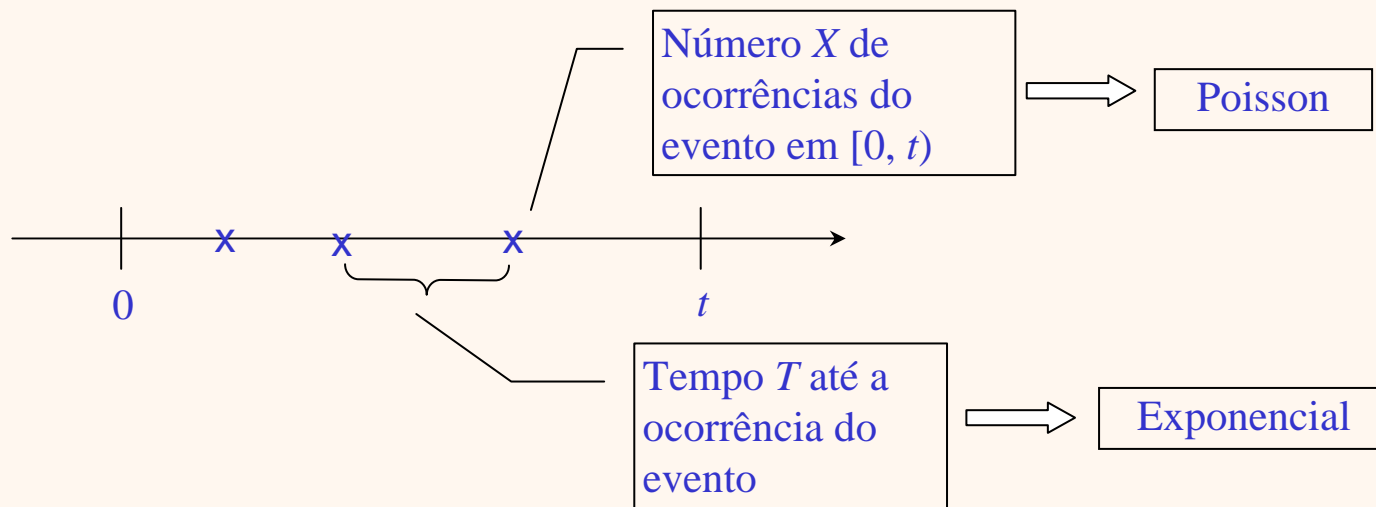 Número X de
ocorrências do
evento em [0, t)
Poisson
x x x
0 t
Tempo T até a
ocorrência do
evento
Exponencial